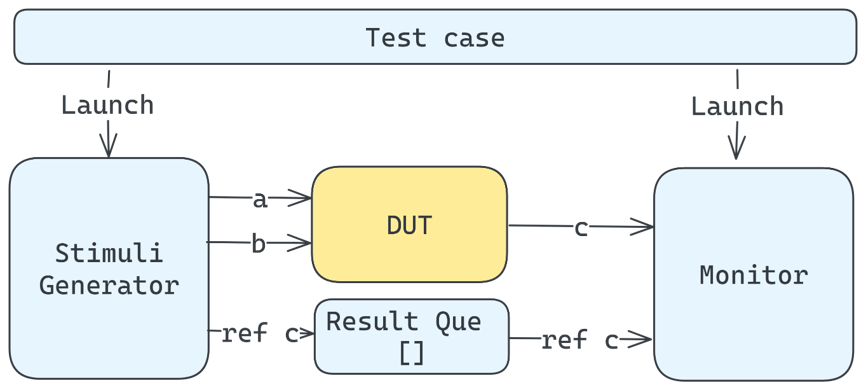 Test case
Launch
Launch
Stimuli
Generator
a
b
ref c
DUT
Result Que
[]
c
ref c
Monitor